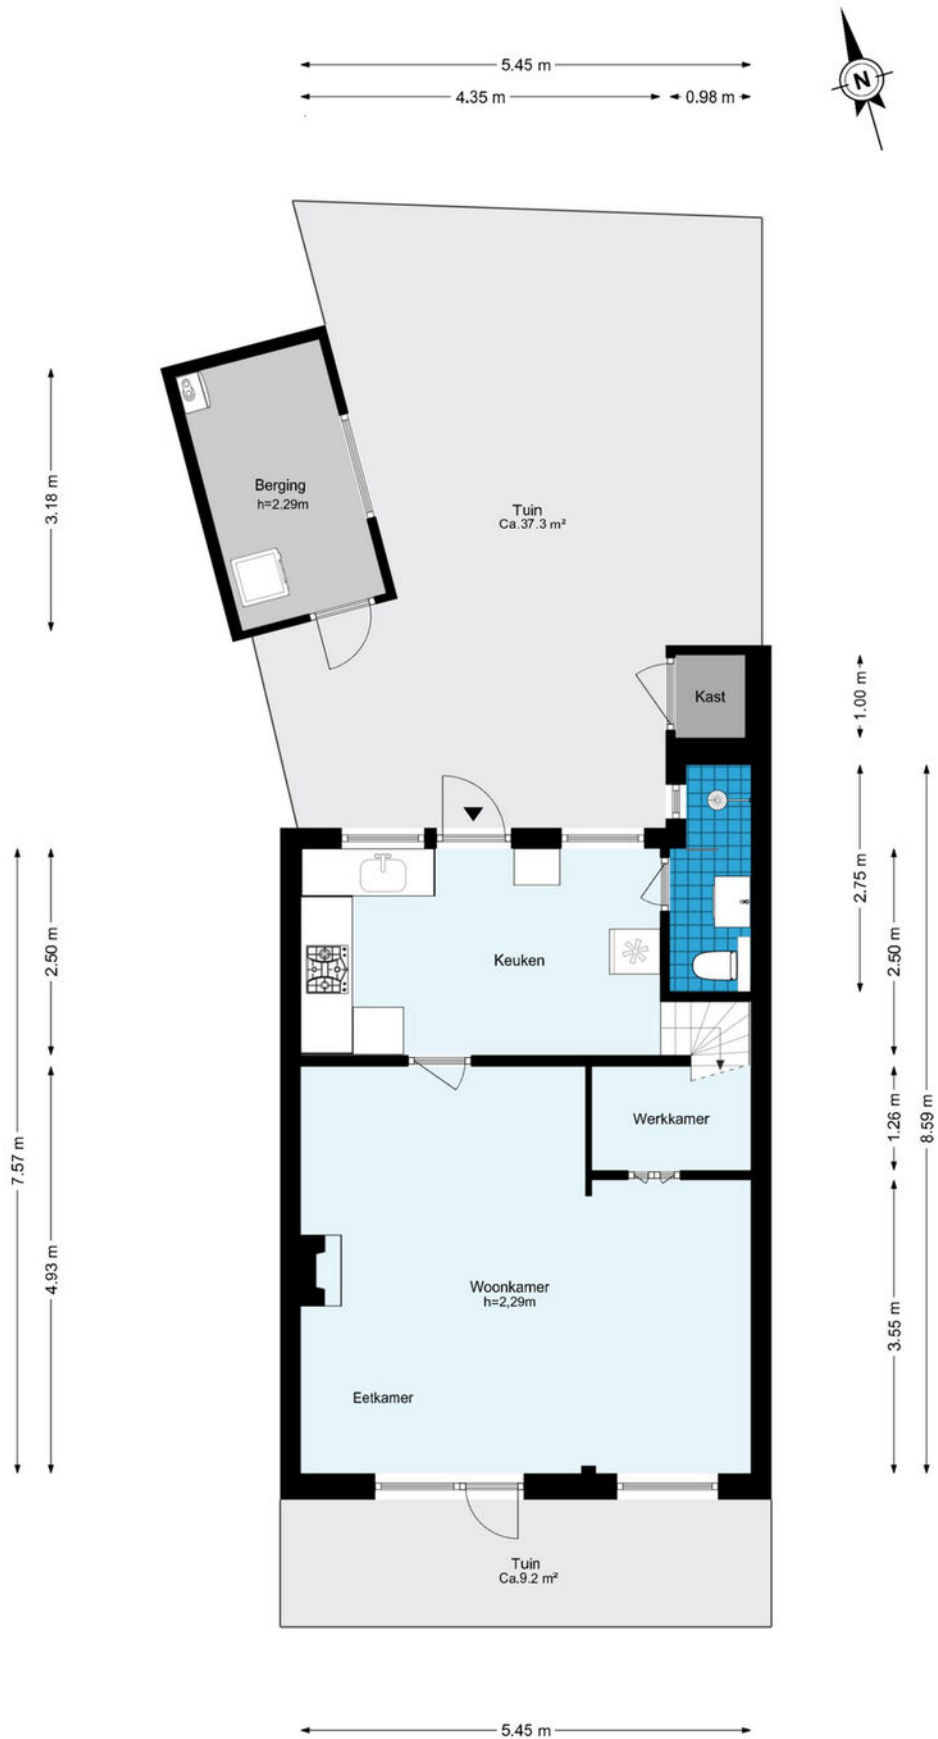 5.45 m
4.35 m
0.98 m
N
3.18 m
Berging
h=2.29m
Tuin
Ca.37.3 m²
Kast
1.00 m
2.75 m
2.50 m
Keuken
2.50 m
Werkkamer
1.26 m
8.59 m
7.57 m
4.93 m
Woonkamer
h=2,29m
3.55 m
Eetkamer
Tuin
Ca.9.2 m²
5.45 m